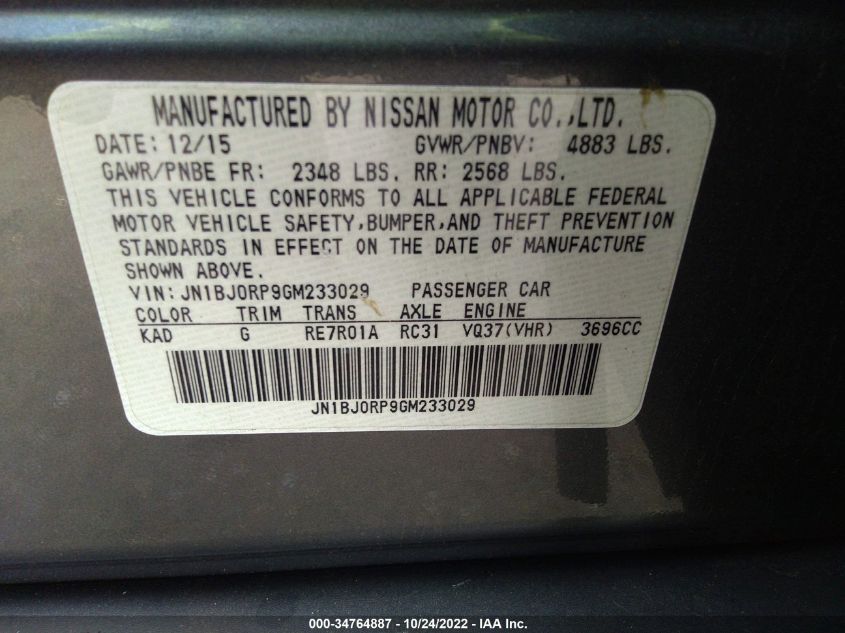 MANUFACTURED BY NISSAN MOTOR CO.,LTD.
DATE: 12/15 GVWR/PNBV: 4883 LBS.
GAWR/PNBE FR: 2348 LBS. RR: 2568 LBS.
THIS VEHICLE CONFORMS TO ALL APPLICABLE FEDERAL
MOTOR VEHICLE SAFETY,BUMPER,AND THEFT PREVENTION
STANDARDS IN EFFECT ON THE DATE OF MANUFACTURE
SHOWN ABOVE.
VIN:JN1BJ0RP9GM233029 PASSENGER CAR
COLOR TRIM TRANS AXLE ENGINE
KAD G RE7R01A RC31 VQ37(VHR) 3696CC
JN1BJ0RP9GM233029
000-34764887 • 10/24/2022 - IAA Inc.